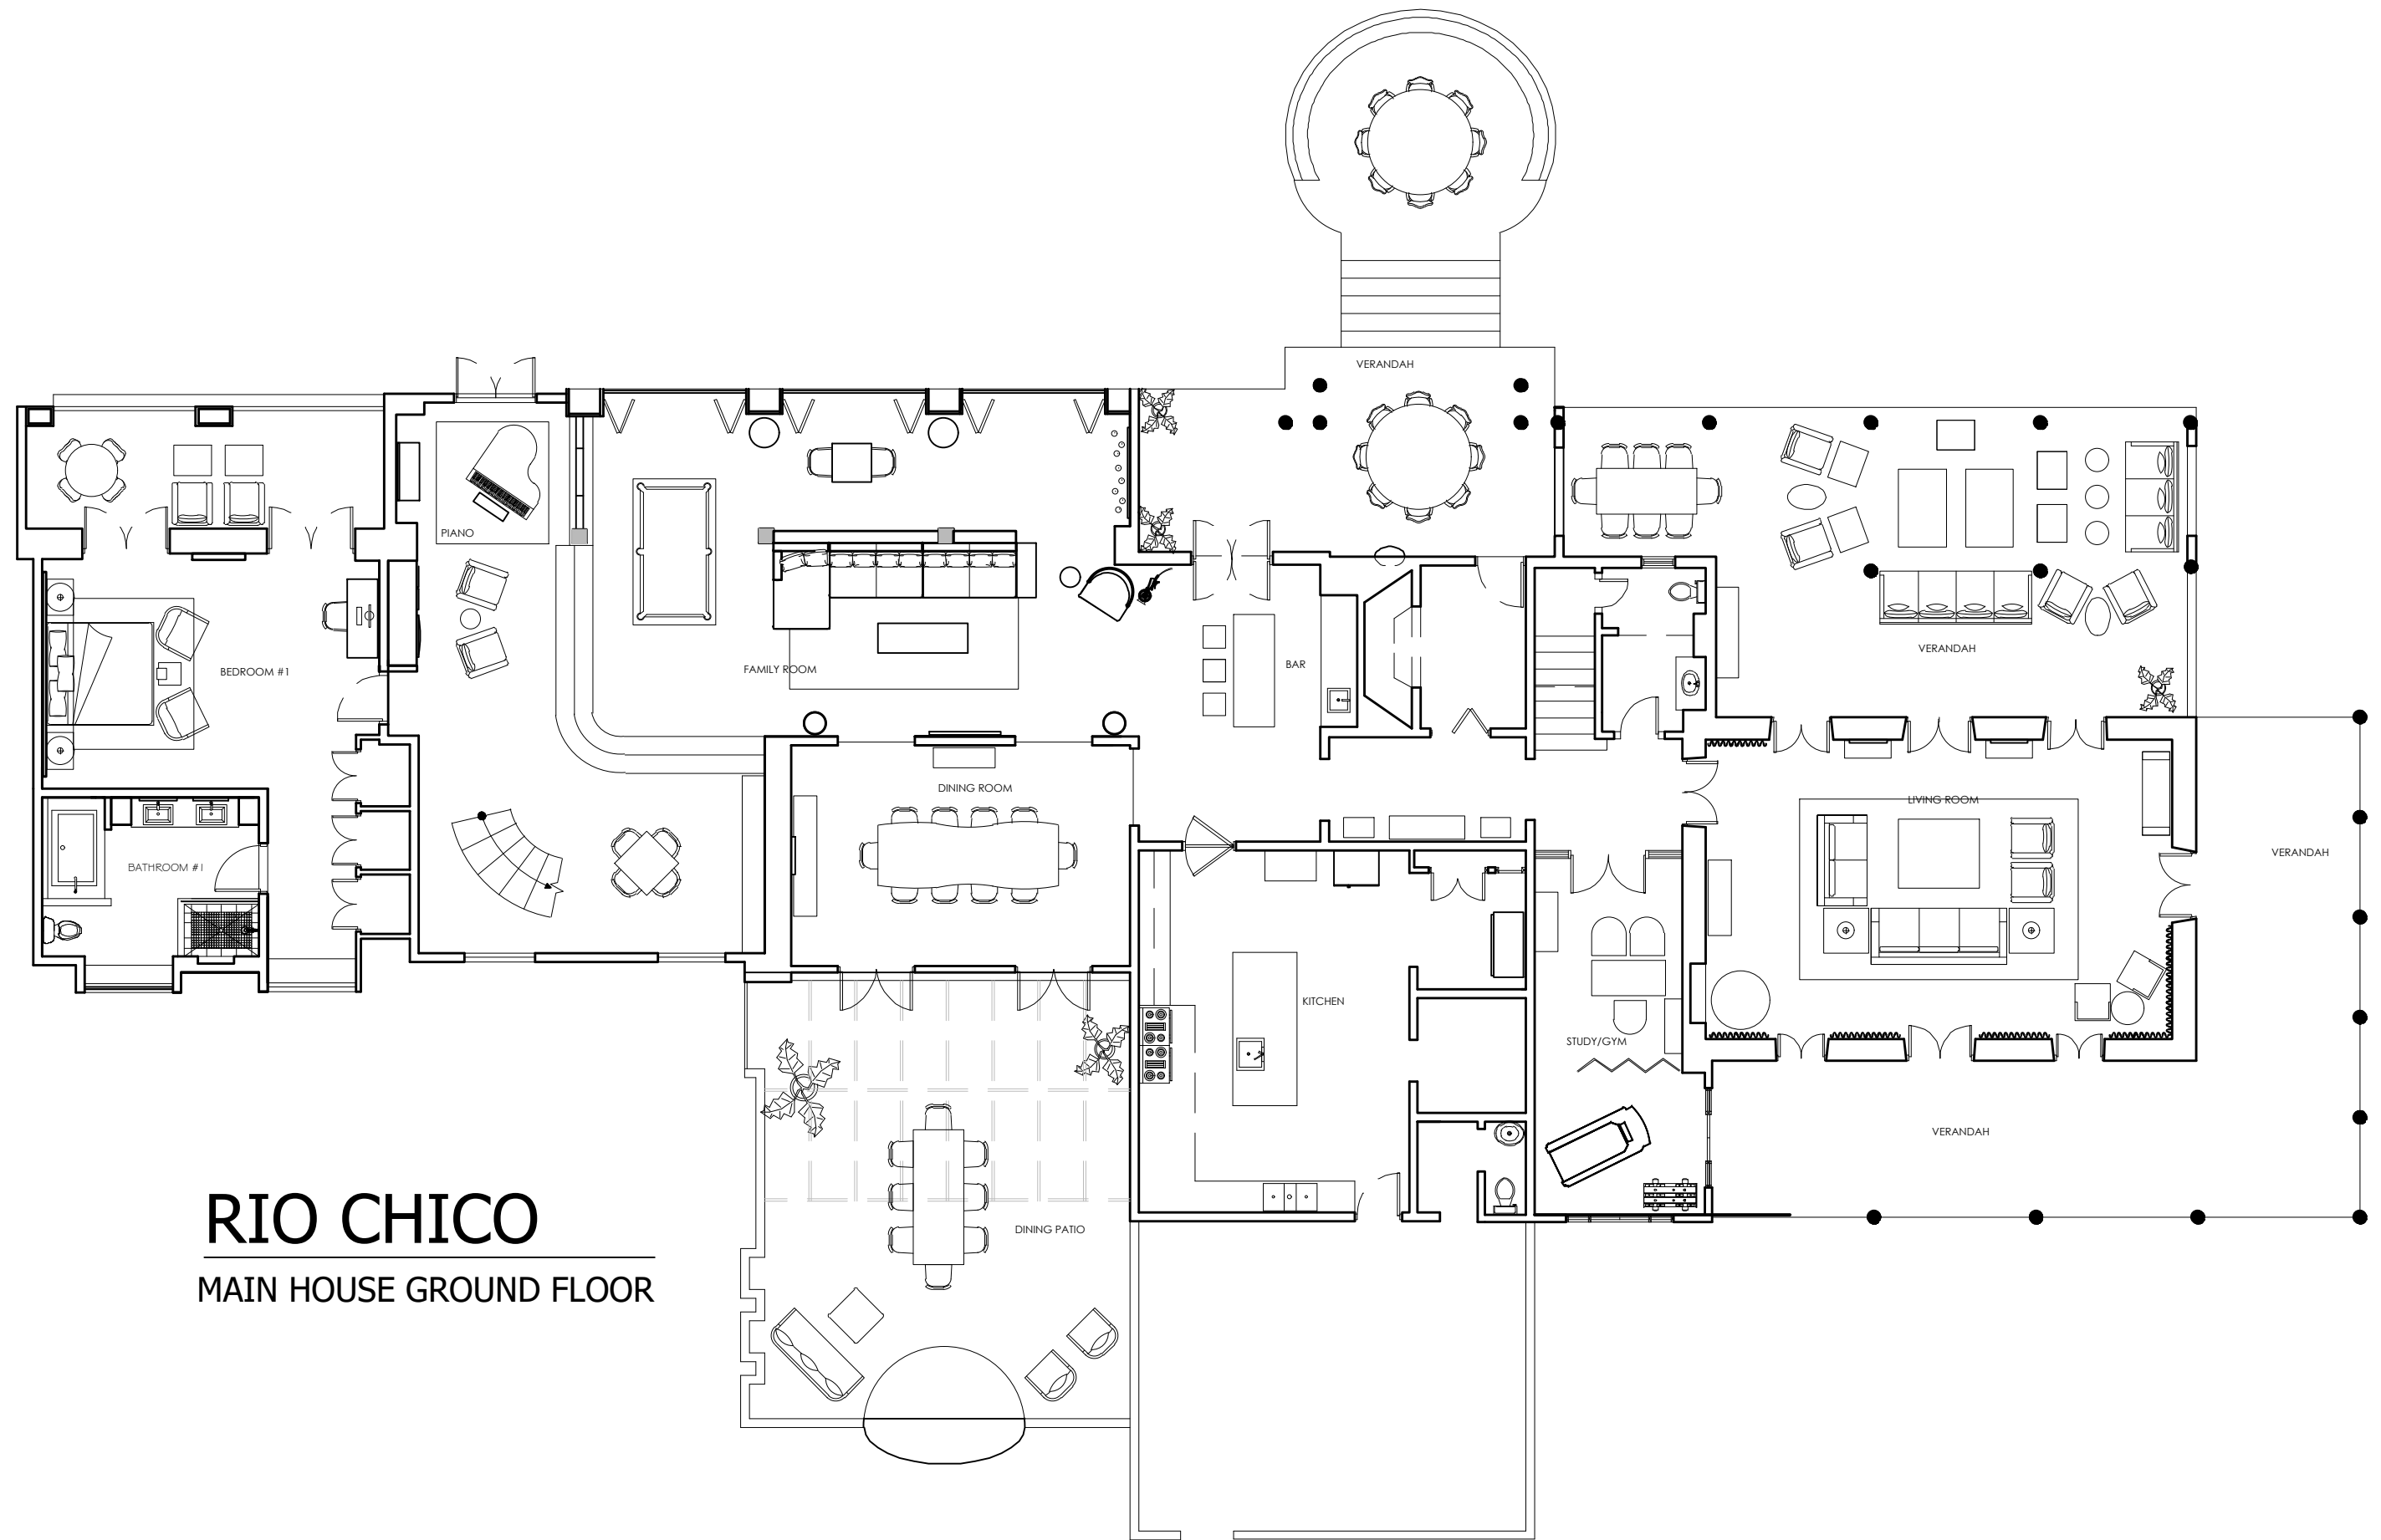 VERANDAH
PIANO
VERANDAH
BAR
FAMILY ROOM
BEDROOM #1
DINING ROOM
LIVING ROOM
VERANDAH
BATHROOM #1
KITCHEN
STUDY/GYM
VERANDAH
DINING PATIO
RIO CHICO
MAIN HOUSE GROUND FLOOR